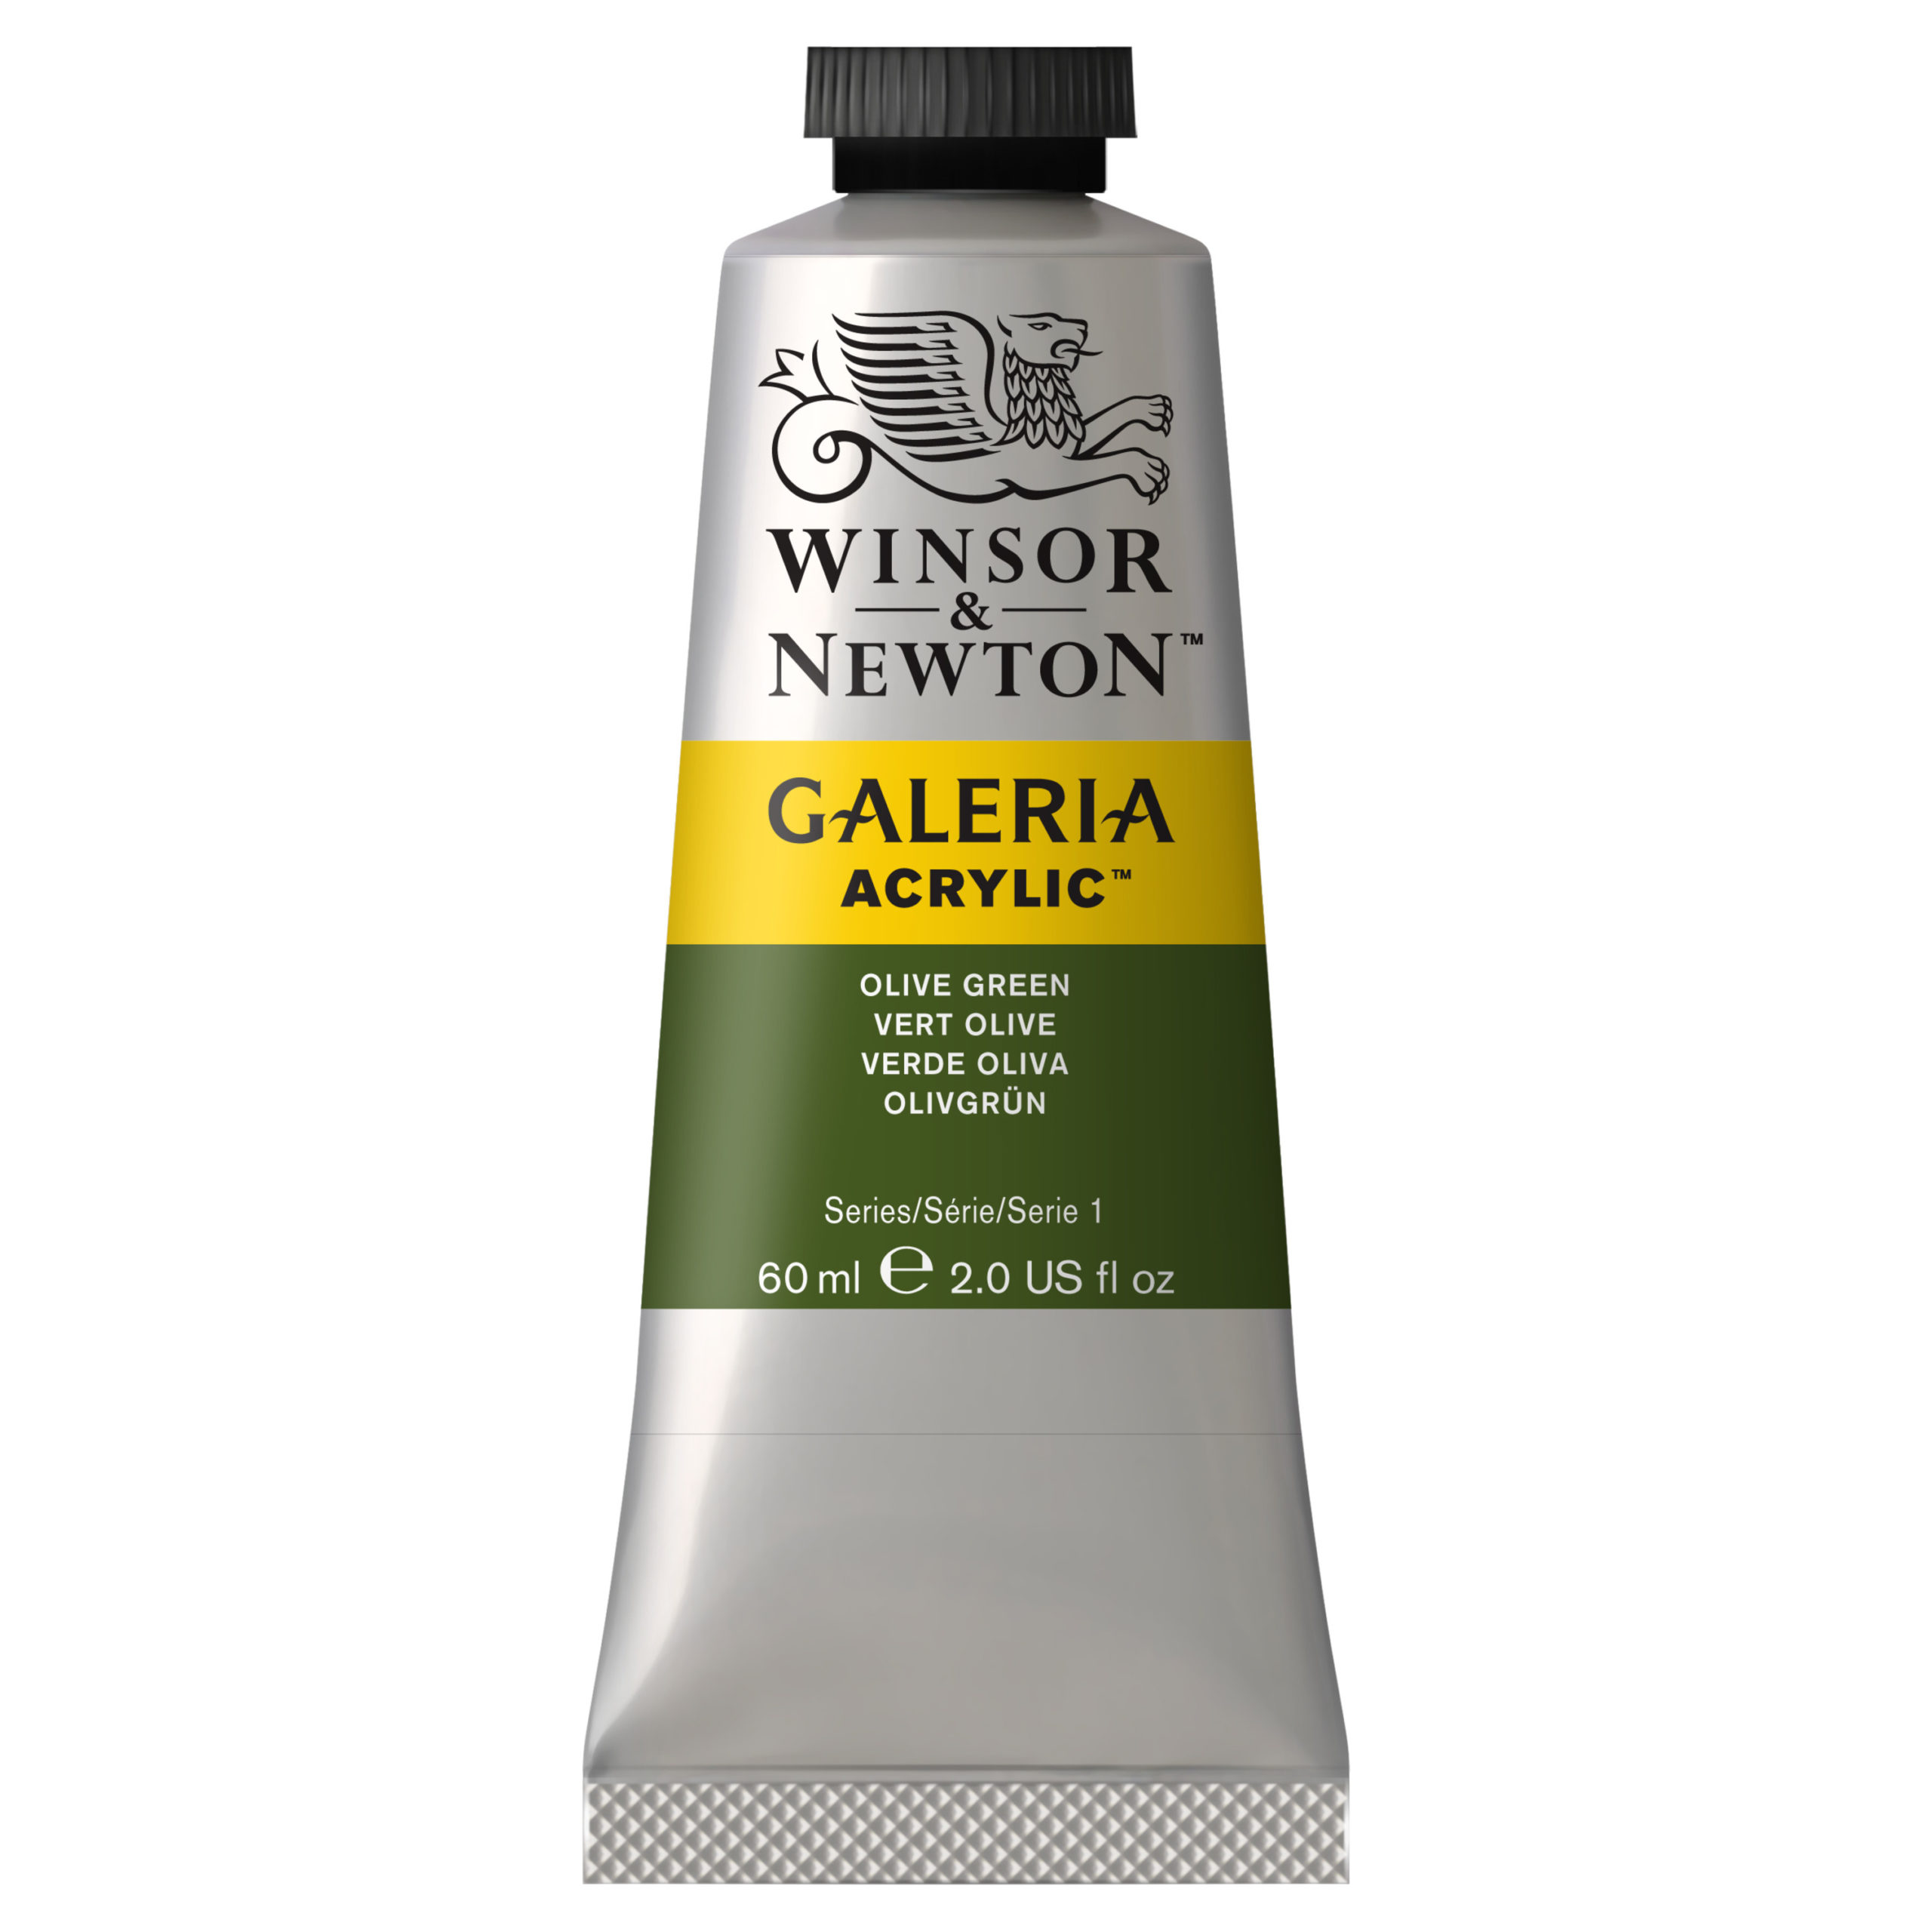 WINSOR
&
NEWTON™
GALERIA
ACRYLIC™
OLIVE GREEN
VERT OLIVE
VERDE OLIVA
OLIVGRÜN
Series/Série/Serie 1
60 ml ℮ 2.0 US fl oz